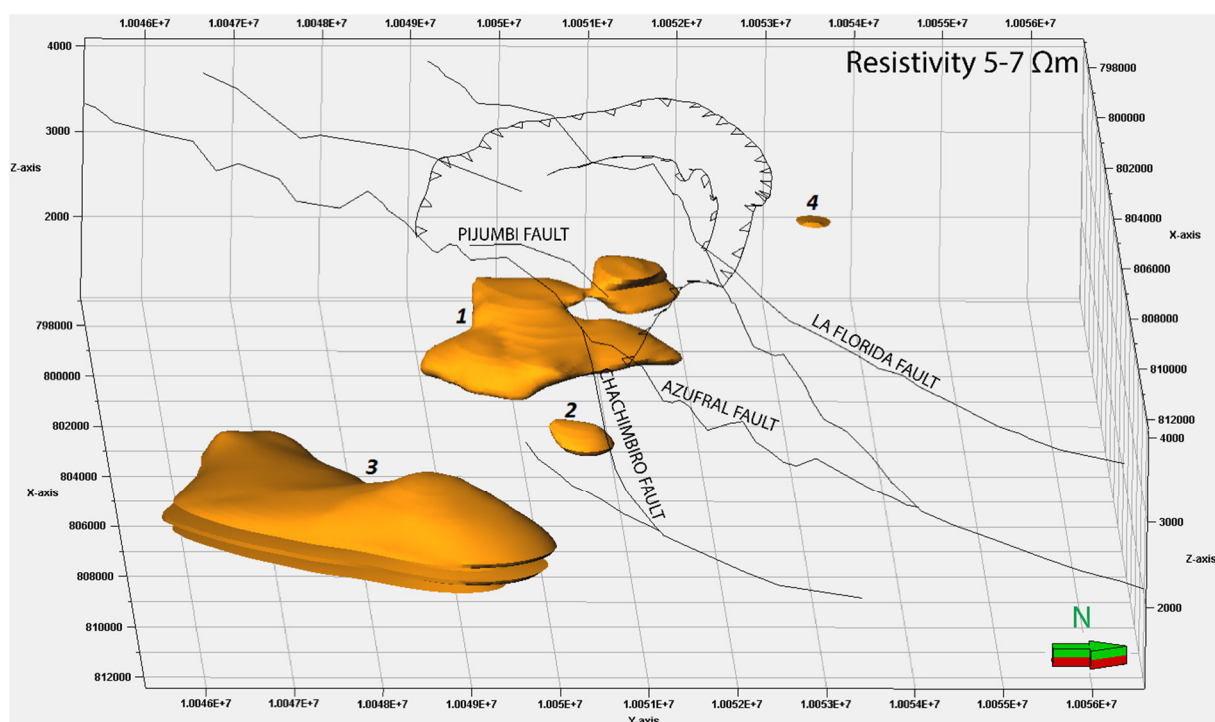 1.0046E+7 1.0047E+7 1.0048E+7 1.0049E+7 1.005E+7 1.0051E+7 1.0052E+7 1.0053E+7 1.0054E+7 1.0055E+7 1.0056E+7
Resistivity 5-7 Ωm
4000
3000
Z-axis
2000
798000
800000
802000
804000
X-axis
806000
808000
810000
812000
4
PIJUMBI FAULT
1
LA FLORIDA FAULT
CHACHIMBIRO FAULT
AZUFRAL FAULT
2
3
798000
800000
802000
804000
X-axis
806000
808000
810000
812000
4000
3000
Z-axis
2000
N
1.0046E+7 1.0047E+7 1.0048E+7 1.0049E+7 1.005E+7 1.0051E+7 1.0052E+7 1.0053E+7 1.0054E+7 1.0055E+7 1.0056E+7
Y-axis